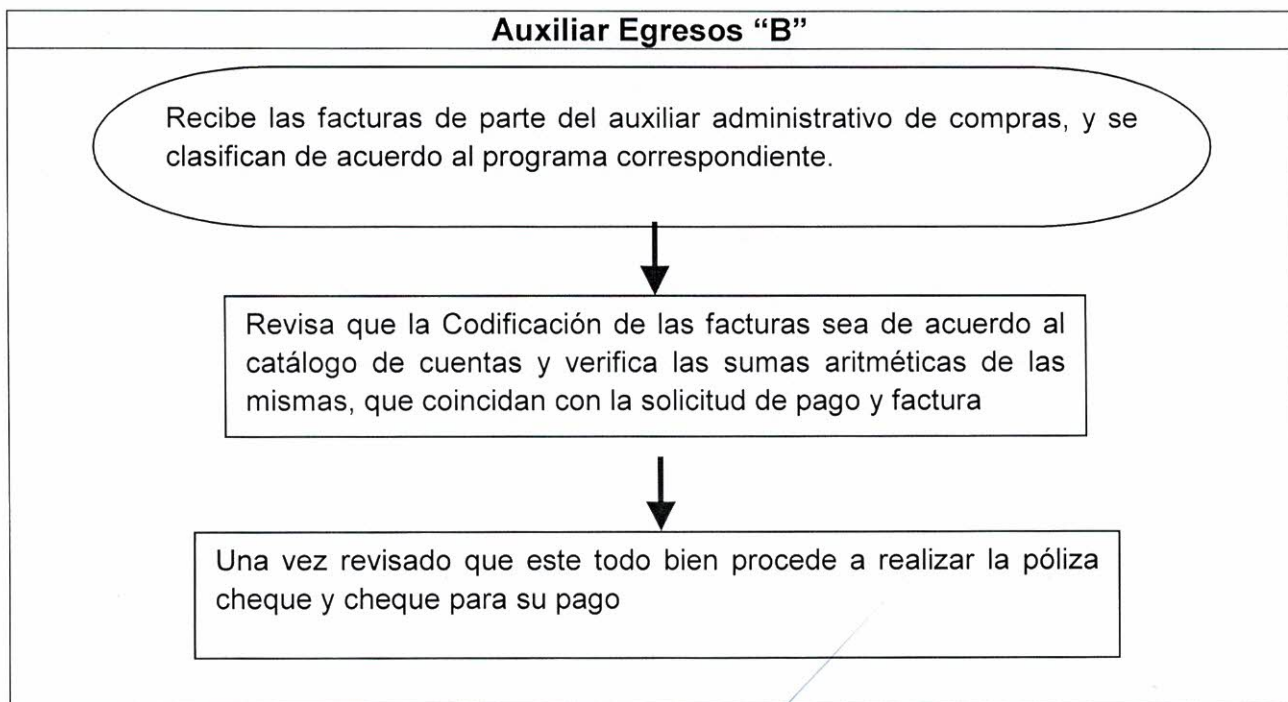 Auxiliar Egresos “B”
Recibe las facturas de parte del auxiliar administrativo de compras, y se
clasifican de acuerdo al programa correspondiente.
Revisa que la Codificación de las facturas sea de acuerdo al
catálogo de cuentas y verifica las sumas aritméticas de las
mismas, que coincidan con la solicitud de pago y factura
Una vez revisado que este todo bien procede a realizar la póliza
cheque y cheque para su pago